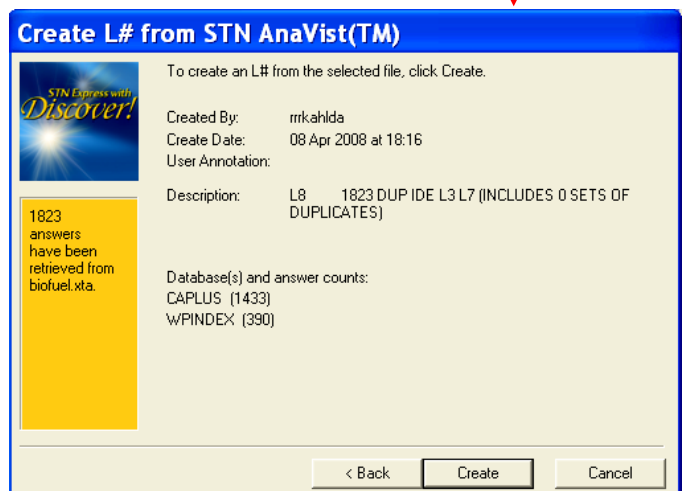 Create L# from STN AnaVist(TM)
STN Express with
Discover!
1823
answers
have been
retrieved from
biofuel.xta.
To create an L# from the selected file, click Create.
Created By: rrrkahlda
Create Date: 08 Apr 2008 at 18:16
User Annotation:
Description: L8 1823 DUP IDE L3 L7 (INCLUDES 0 SETS OF
DUPLICATES)
Database(s) and answer counts:
CAPLUS (1433)
WPINDEX (390)
< Back Create Cancel